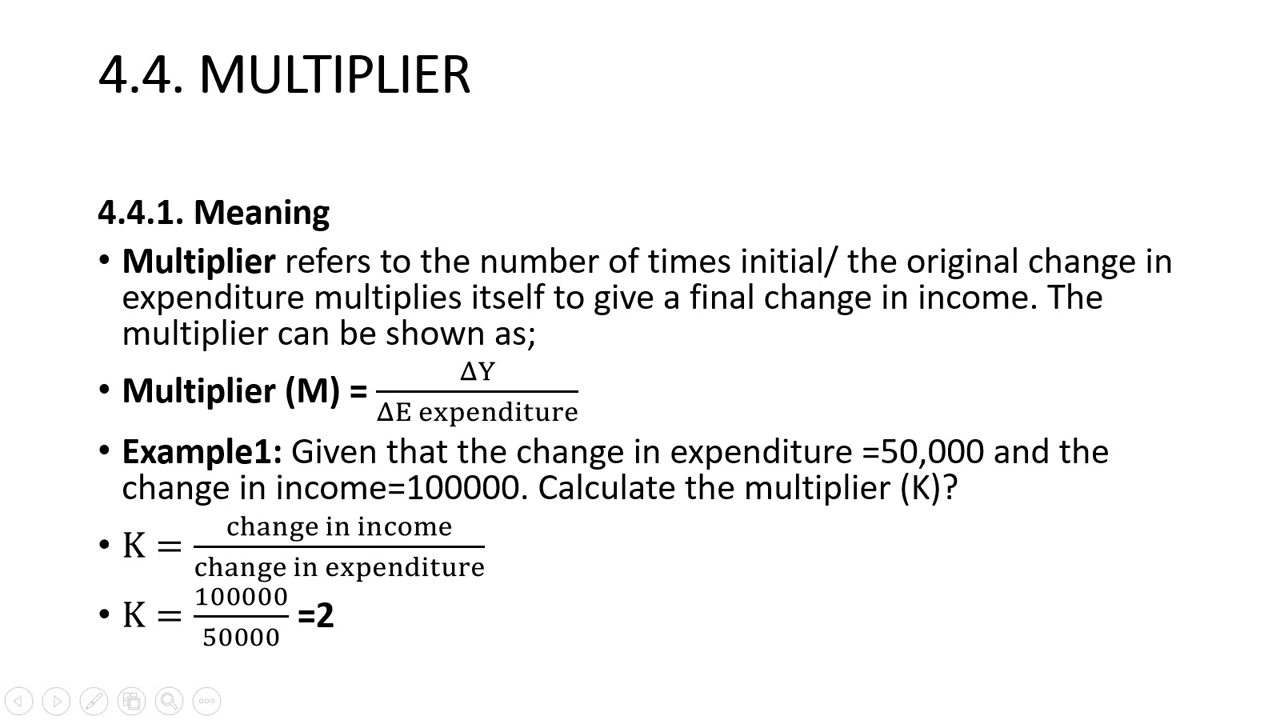 4.4. MULTIPLIER
4.4.1. Meaning
• Multiplier refers to the number of times initial/ the original change in
expenditure multiplies itself to give a final change in income. The
multiplier can be shown as;
• Multiplier (M) = ΔY / ΔE expenditure
• Example1: Given that the change in expenditure =50,000 and the
change in income=100000. Calculate the multiplier (K)?
• K = change in income / change in expenditure
• K = 100000 / 50000 =2